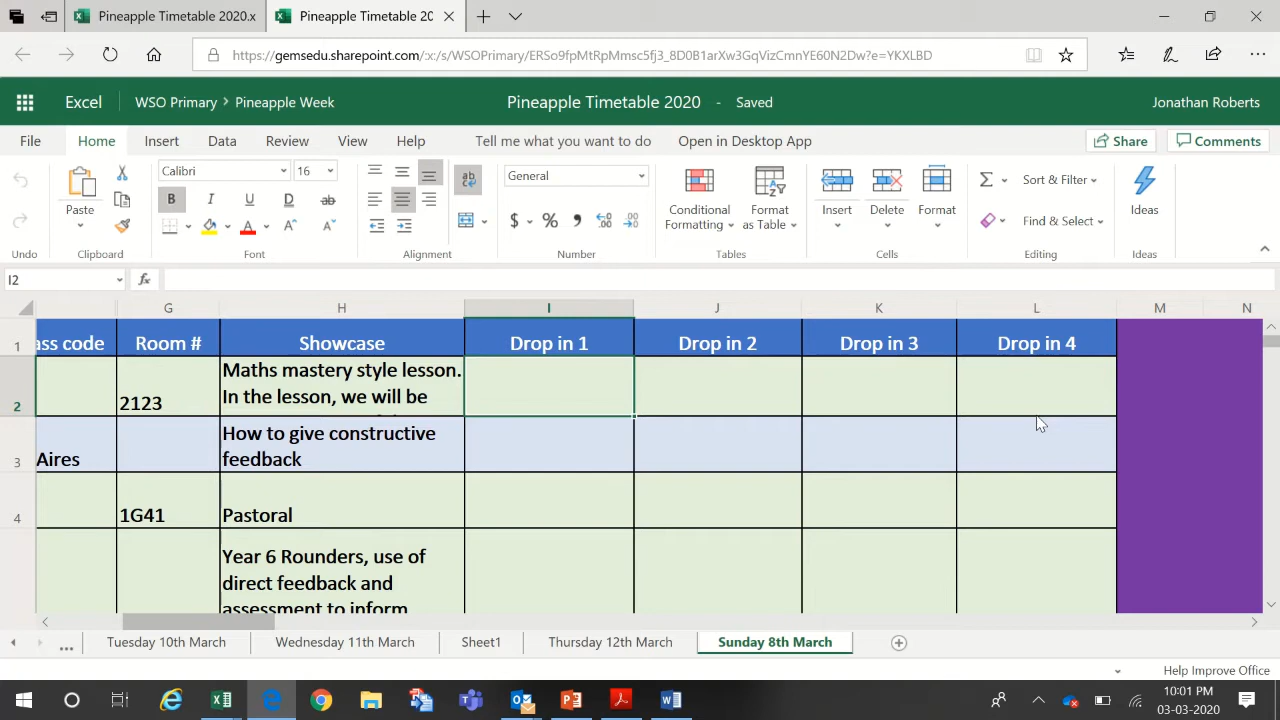 Pineapple Timetable 2020.x
Pineapple Timetable 20
https://gemsedu.sharepoint.com/:x:/s/WSOPrimary/ERSo9fpMtRpMmsc5fj3_8D0B1arXw3GqVizCmnYE60N2Dw?e=YKXLBD
Excel WSO Primary > Pineapple Week Pineapple Timetable 2020 - Saved Jonathan Roberts
File Home Insert Data Review View Help Tell me what you want to do Open in Desktop App Share Comments
Calibri 16 General Sort & Filter
Paste B I U D ab Conditional Formatting Format as Table Insert Delete Format Find & Select Ideas
Undo Clipboard Font Alignment Number Tables Cells Editing Ideas
I2 fx
G H I J K L M N
1 ass code Room # Showcase Drop in 1 Drop in 2 Drop in 3 Drop in 4
Maths mastery style lesson.
In the lesson, we will be
2 2123
How to give constructive
3 Aires feedback
4 1G41 Pastoral
Year 6 Rounders, use of
direct feedback and
assessment to inform
... Tuesday 10th March Wednesday 11th March Sheet1 Thursday 12th March Sunday 8th March
Help Improve Office
10:01 PM
03-03-2020